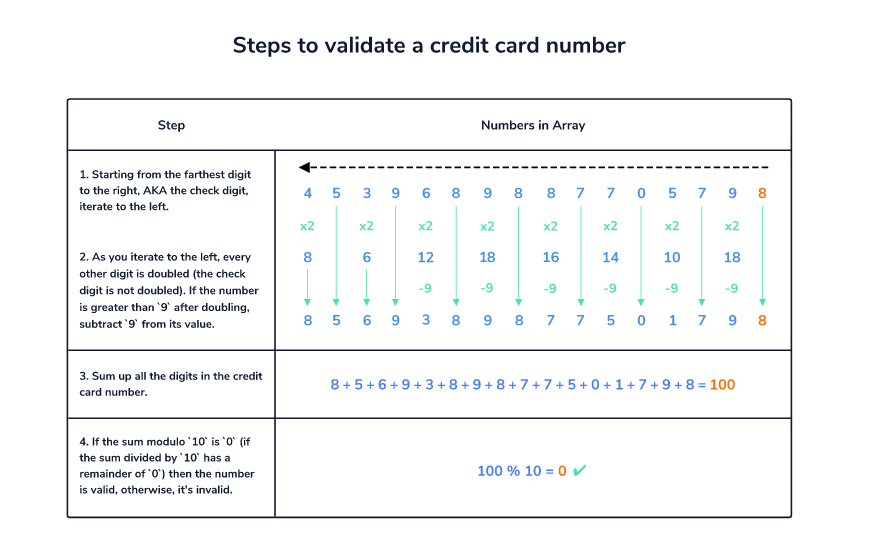 Steps to validate a credit card number
Step
Numbers in Array
1. Starting from the farthest digit
to the right, AKA the check digit,
iterate to the left.
4 5 3 9 6 8 9 8 8 7 7 0 5 7 9 8
x2 x2 x2 x2 x2 x2 x2 x2
2. As you iterate to the left, every
other digit is doubled (the check
digit is not doubled). If the number
is greater than `9` after doubling,
subtract `9` from its value.
8 6 12 18 16 14 10 18
-9 -9 -9 -9 -9 -9
8 5 6 9 3 8 9 8 7 7 5 0 1 7 9 8
3. Sum up all the digits in the credit
card number.
8 + 5 + 6 + 9 + 3 + 8 + 9 + 8 + 7 + 7 + 5 + 0 + 1 + 7 + 9 + 8 = 100
4. If the sum modulo `10` is `0` (if
the sum divided by `10` has a
remainder of `0`) then the number
is valid, otherwise, it's invalid.
100 % 10 = 0 ✔